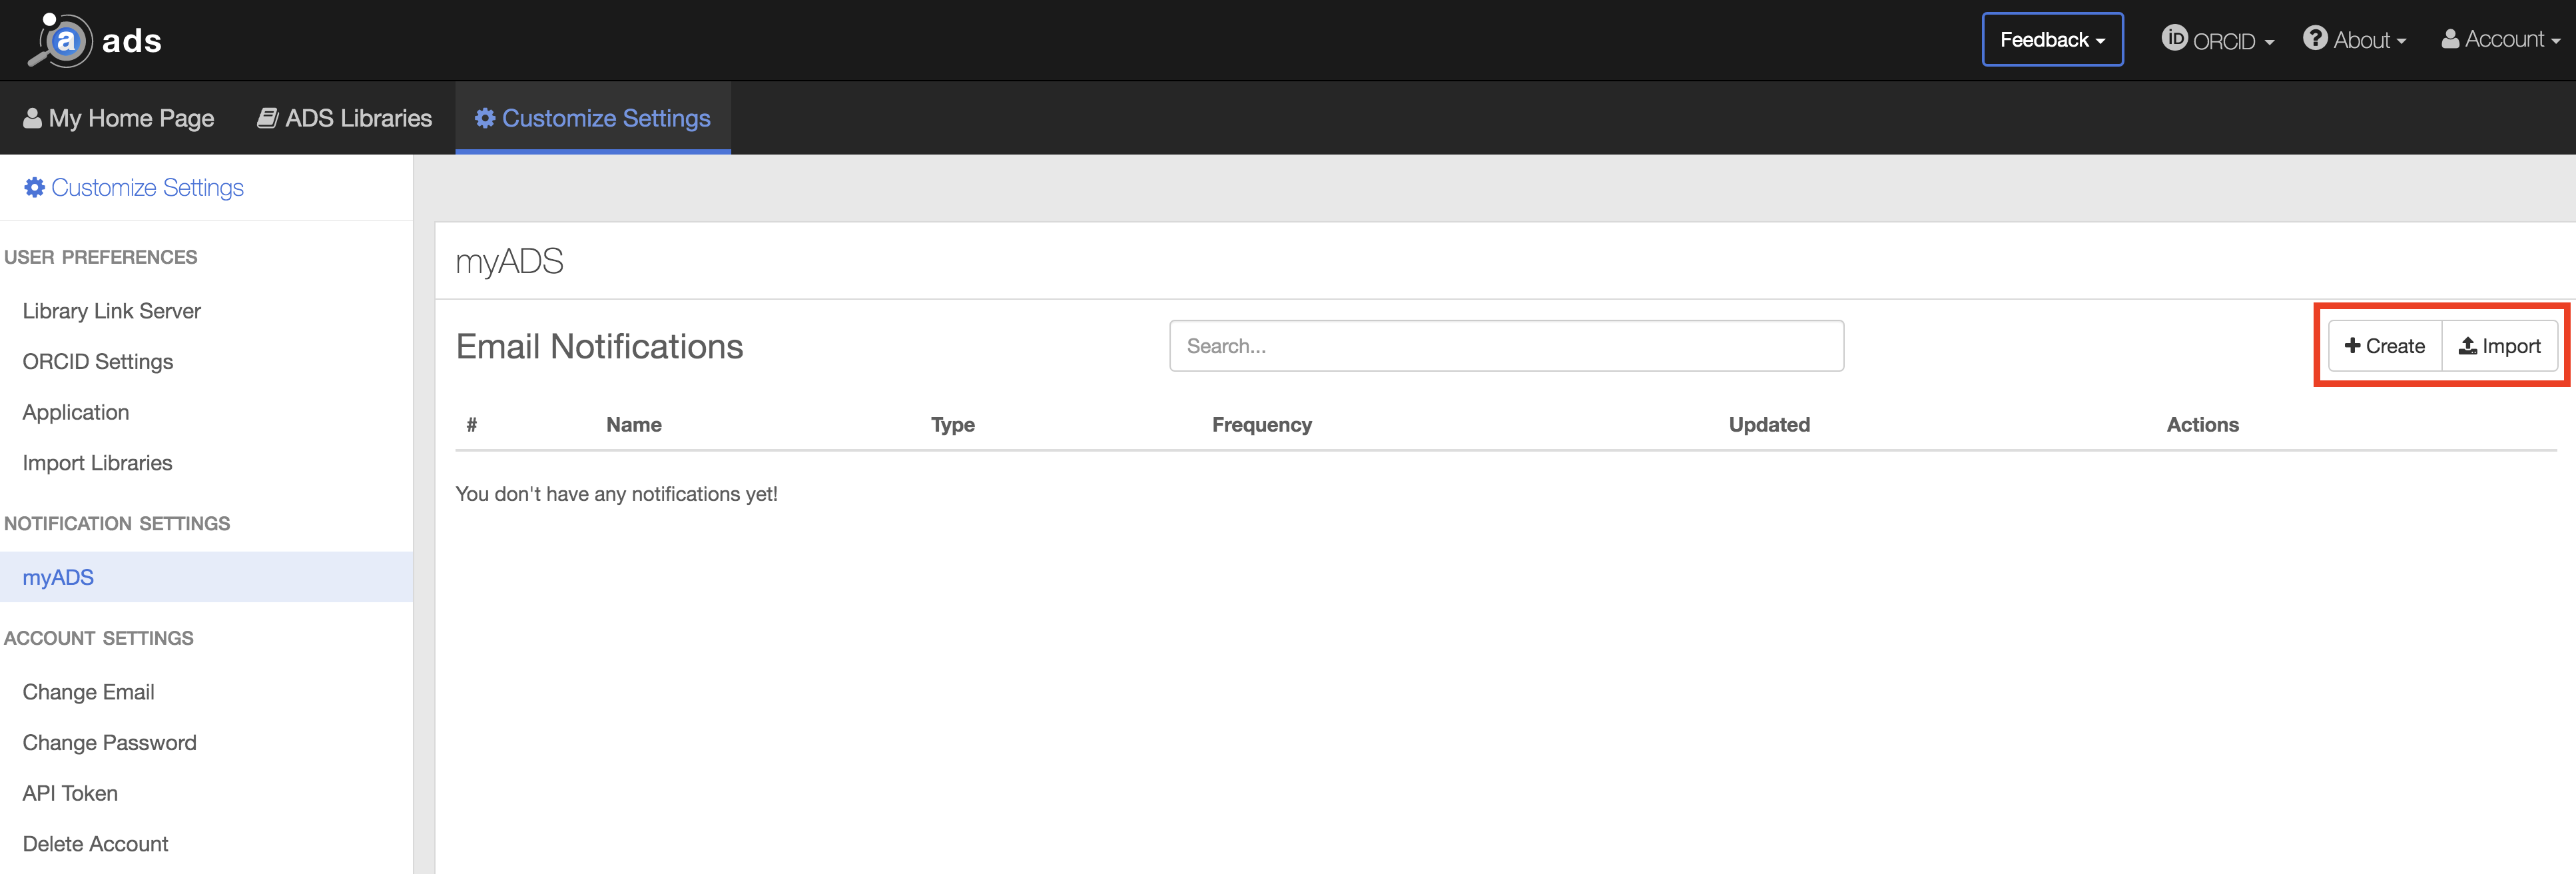 a ads
Feedback
iD ORCID
? About
Account
My Home Page
ADS Libraries
Customize Settings
Customize Settings
USER PREFERENCES
Library Link Server
ORCID Settings
Application
Import Libraries
NOTIFICATION SETTINGS
myADS
ACCOUNT SETTINGS
Change Email
Change Password
API Token
Delete Account
myADS
Email Notifications
Search...
+ Create
Import
# Name Type Frequency Updated Actions
You don't have any notifications yet!